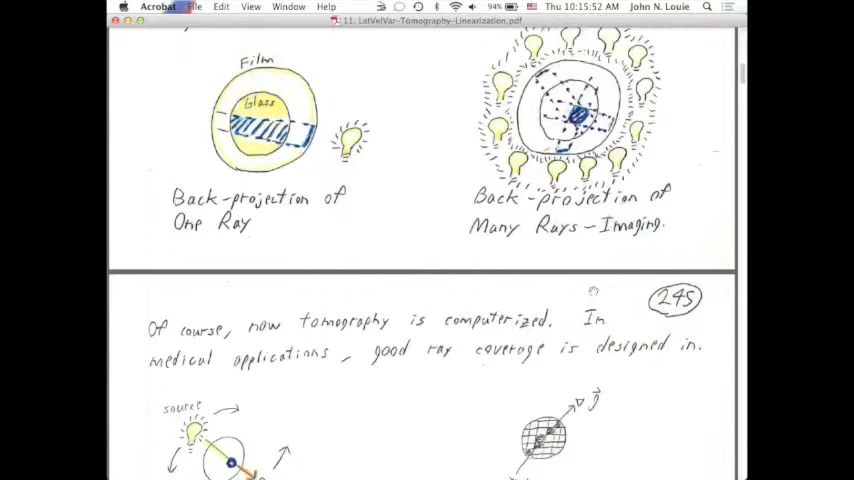 Acrobat File Edit View Window Help 94% Thu 10:15:52 AM John N. Louie
11. LatVelVar-Tomography-Linearization.pdf
Film
Glass
Back-projection of
One Ray
Back-projection of
Many Rays - Imaging.
245
Of course, now tomography is computerized. In
medical applications, good ray coverage is designed in.
source